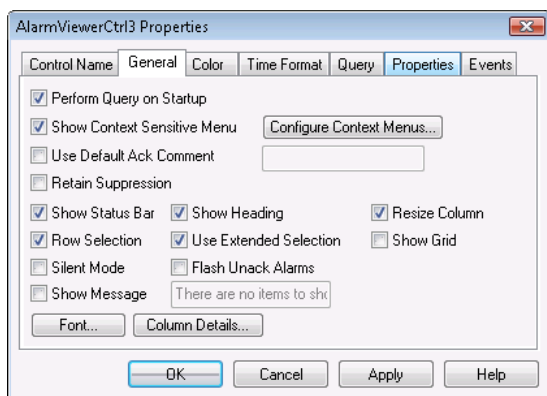 AlarmViewerCtrl3 Properties
Control Name General Color Time Format Query Properties Events
Perform Query on Startup
Show Context Sensitive Menu Configure Context Menus...
Use Default Ack Comment
Retain Suppression
Show Status Bar Show Heading Resize Column
Row Selection Use Extended Selection Show Grid
Silent Mode Flash Unack Alarms
Show Message There are no items to sho
Font... Column Details...
OK Cancel Apply Help